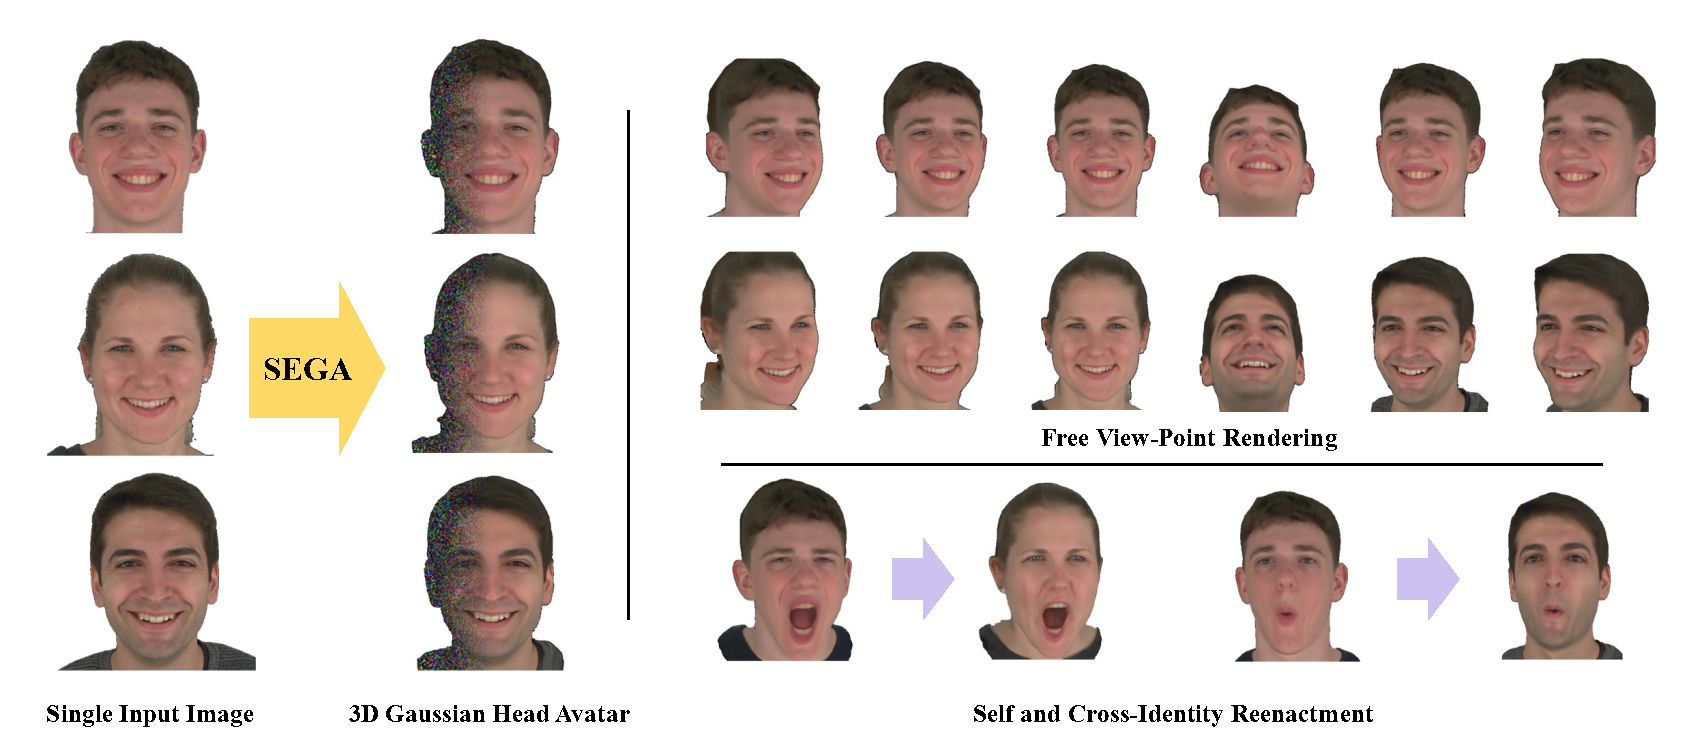 SEGA
Free View-Point Rendering
Single Input Image
3D Gaussian Head Avatar
Self and Cross-Identity Reenactment